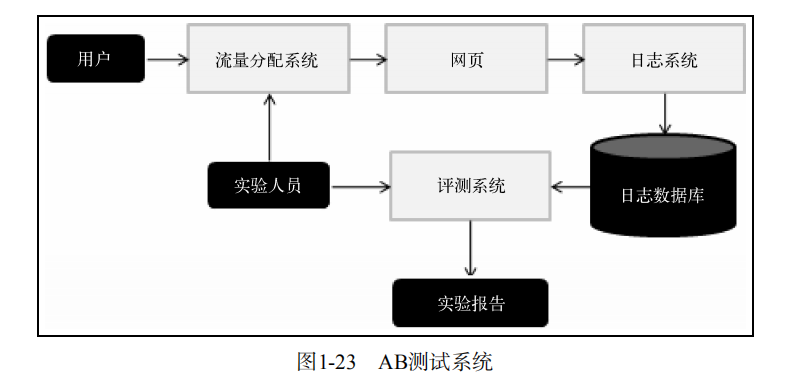 用户
流量分配系统
网页
日志系统
实验人员
评测系统
日志数据库
实验报告
图1-23 AB测试系统